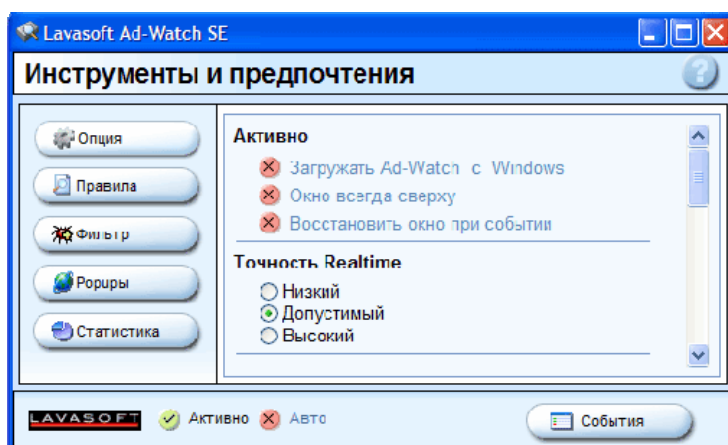 Lavasoft Ad-Watch SE
Инструменты и предпочтения
Опция
Правила
Фильтр
Popupы
Статистика
Активно
Загружать Ad-Watch с Windows
Окно всегда сверху
Восстановить окно при событии
Точность Realtime
Низкий
Допустимый
Высокий
LAVASOFT Активно Авто
События